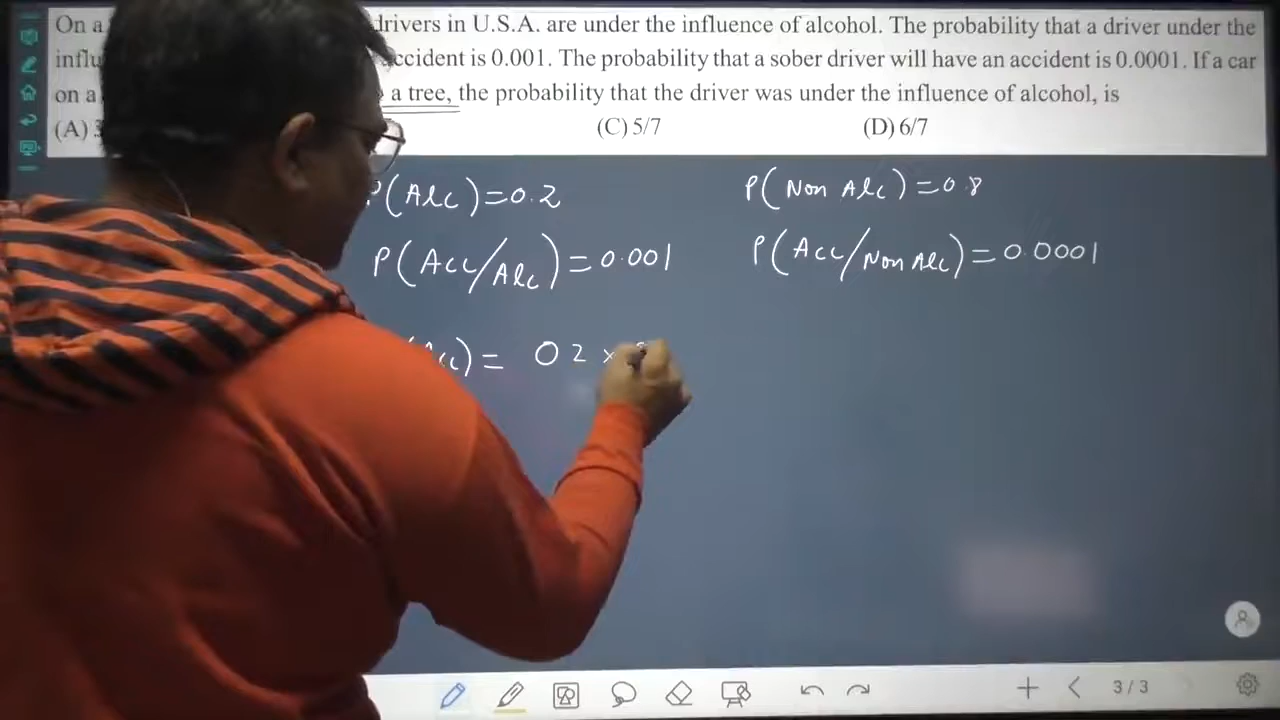 On a drivers in U.S.A. are under the influence of alcohol. The probability that a driver under the
accident is 0.001. The probability that a sober driver will have an accident is 0.0001. If a car
on a a tree, the probability that the driver was under the influence of alcohol, is
(A) (C) 5/7 (D) 6/7
P(Alc) = 0.2 P(Non Alc) = 0.8
P(Acc/Alc) = 0.001 P(Acc/Non Alc) = 0.0001
= 0 2 ×
3 / 3